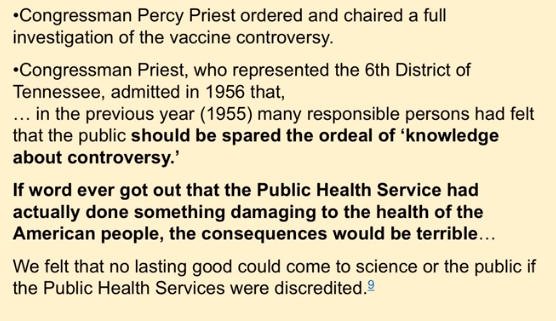 •Congressman Percy Priest ordered and chaired a full
investigation of the vaccine controversy.
•Congressman Priest, who represented the 6th District of
Tennessee, admitted in 1956 that,
… in the previous year (1955) many responsible persons had felt
that the public should be spared the ordeal of ‘knowledge
about controversy.’
If word ever got out that the Public Health Service had
actually done something damaging to the health of the
American people, the consequences would be terrible…
We felt that no lasting good could come to science or the public if
the Public Health Services were discredited.9